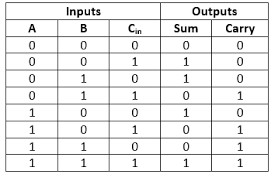 Inputs Outputs
A B Cin Sum Carry
0 0 0 0 0
0 0 1 1 0
0 1 0 1 0
0 1 1 0 1
1 0 0 1 0
1 0 1 0 1
1 1 0 0 1
1 1 1 1 1